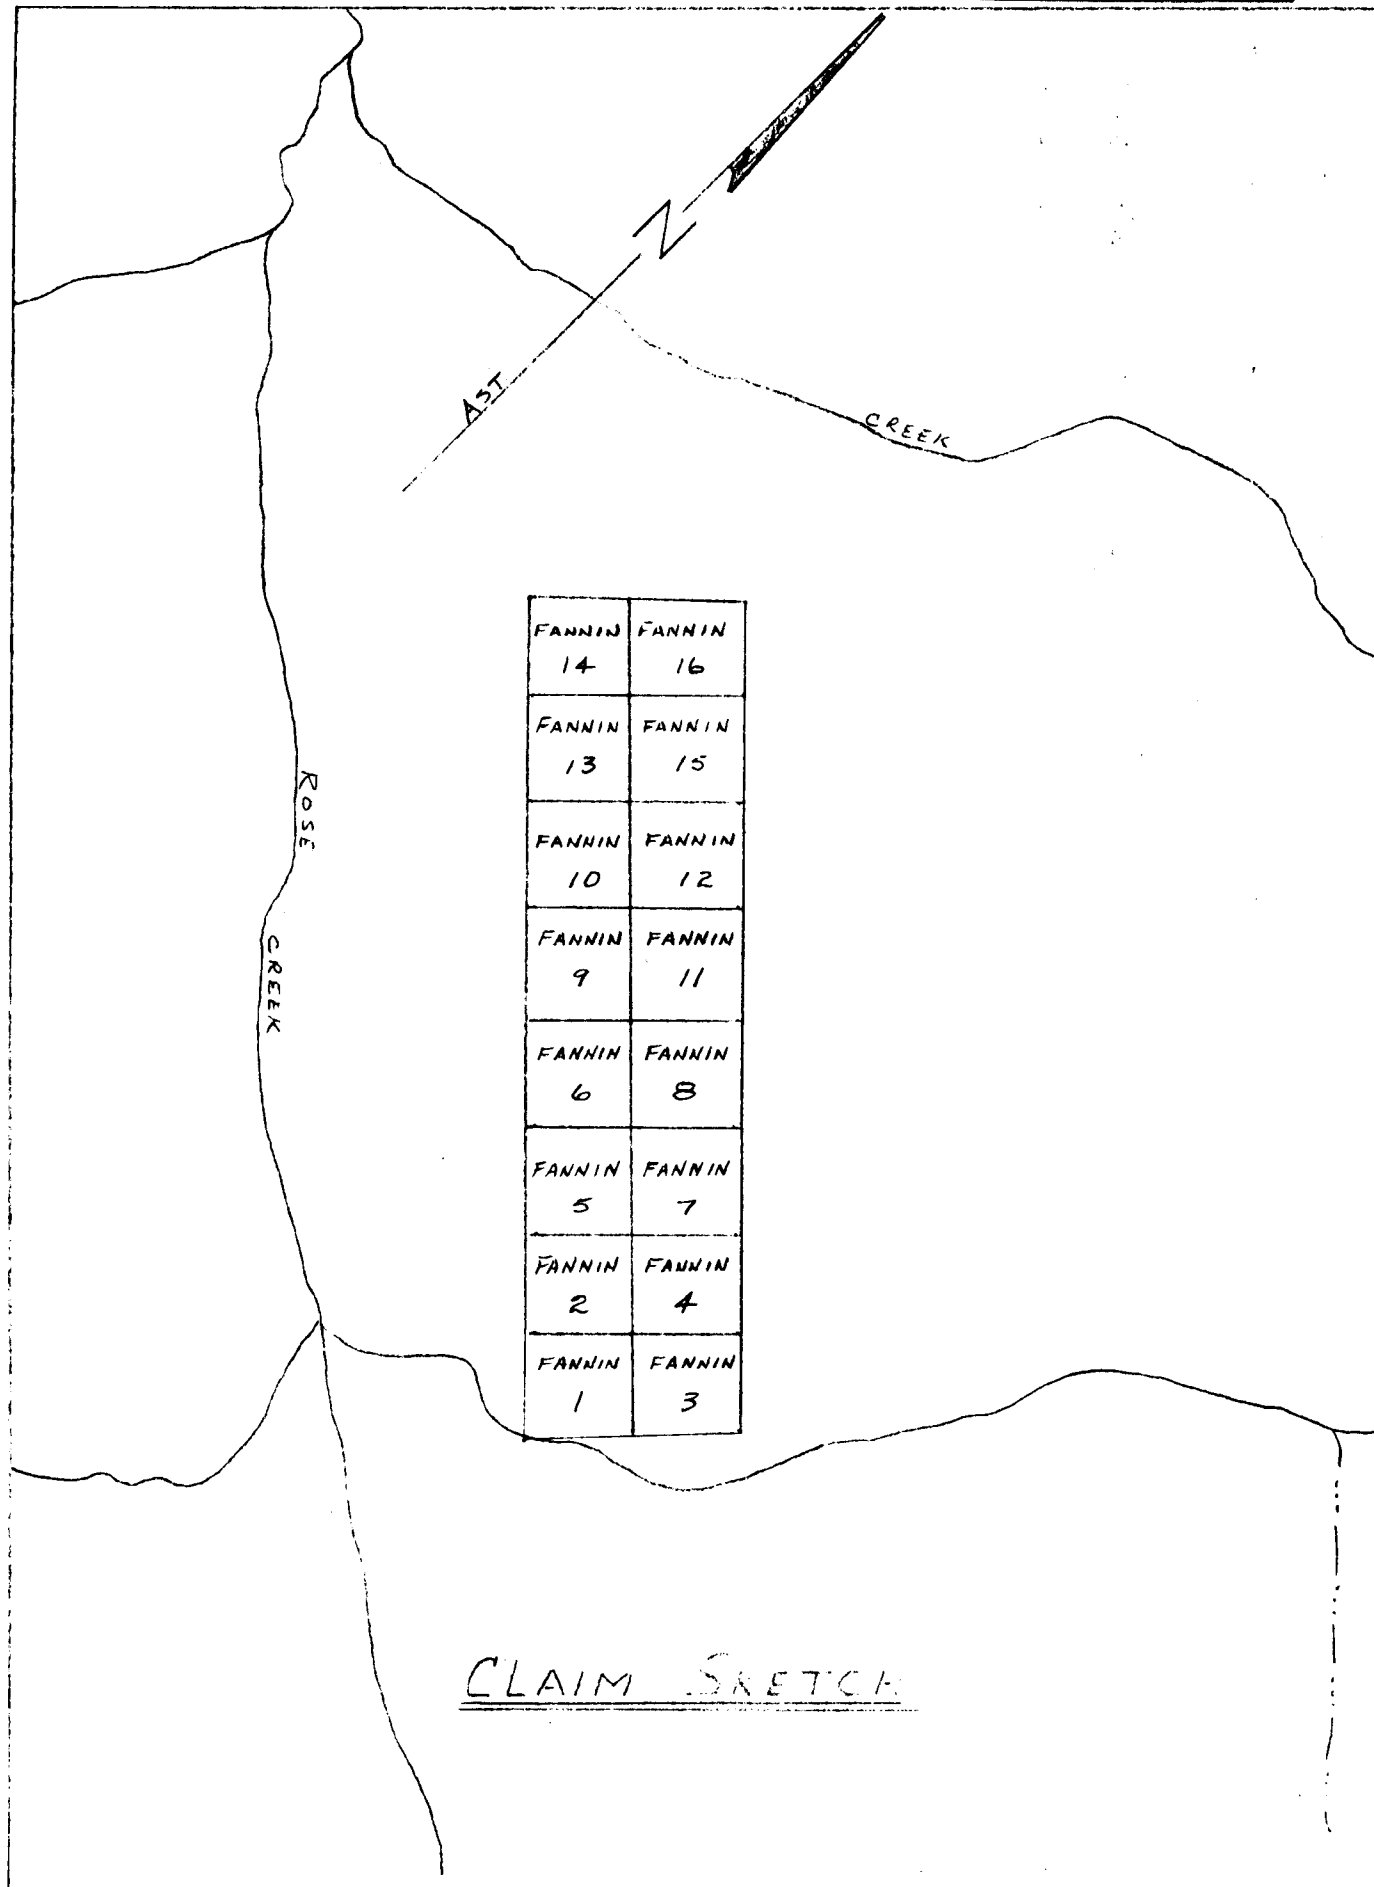 N
AST
CREEK
FANNIN 14
FANNIN 16
FANNIN 13
FANNIN 15
ROSE CREEK
FANNIN 10
FANNIN 12
FANNIN 9
FANNIN 11
FANNIN 6
FANNIN 8
FANNIN 5
FANNIN 7
FANNIN 2
FANNIN 4
FANNIN 1
FANNIN 3
CLAIM SKETCH